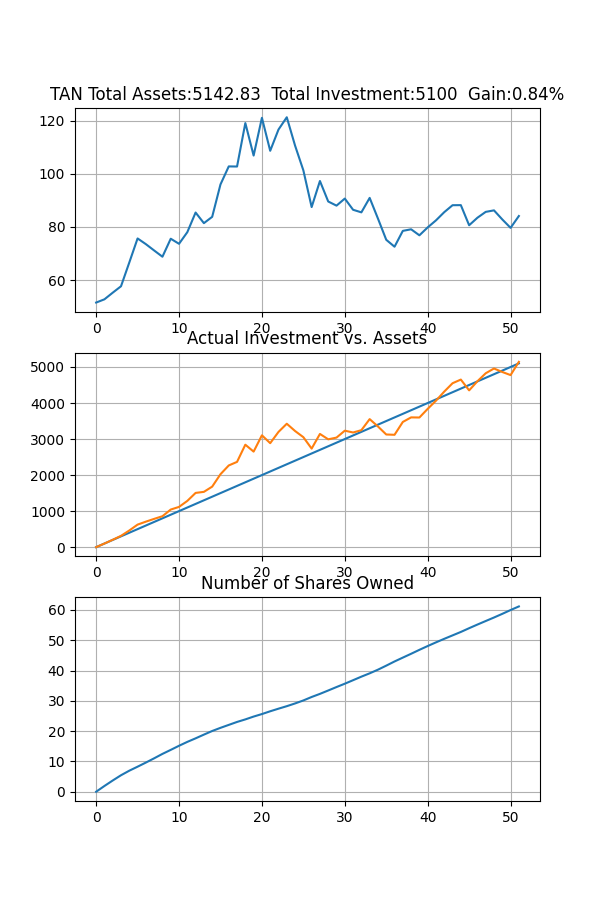 TAN Total Assets:5142.83 Total Investment:5100 Gain:0.84%
120
100
80
60
0 10 20 30 40 50
Actual Investment vs. Assets
5000
4000
3000
2000
1000
0
0 10 20 30 40 50
Number of Shares Owned
60
50
40
30
20
10
0
0 10 20 30 40 50